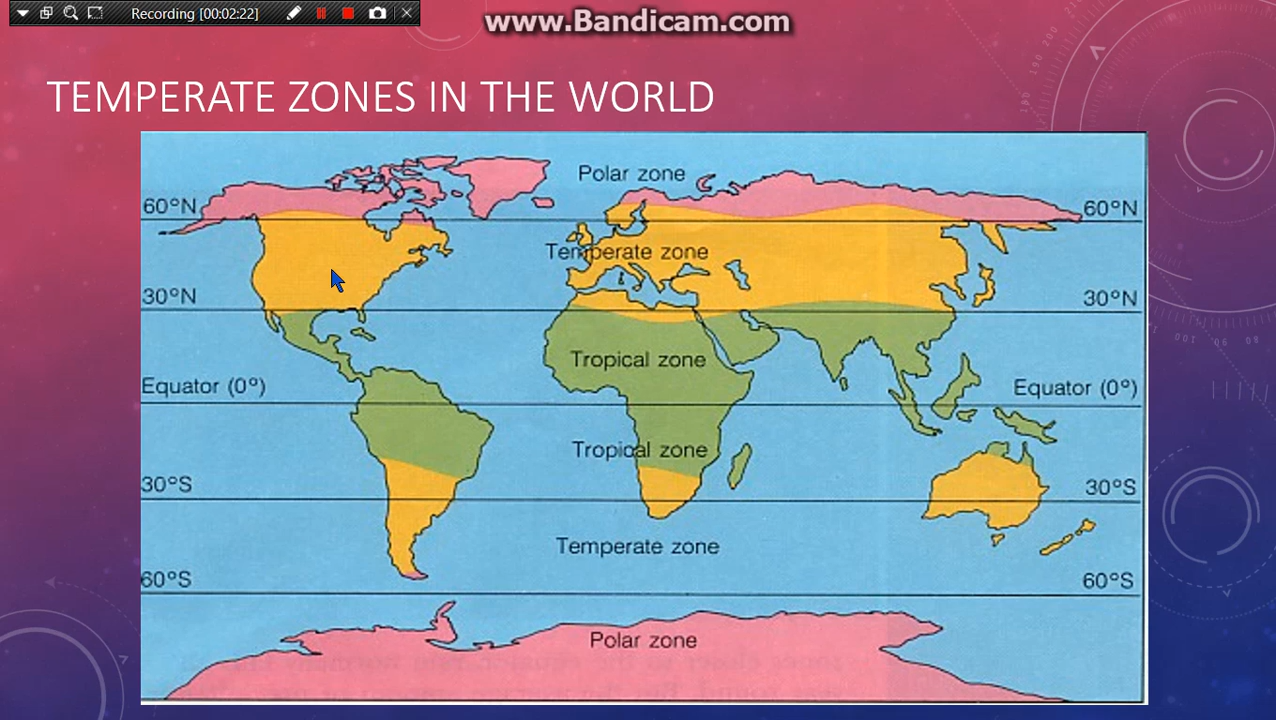 Recording [00:02:22]
www.Bandicam.com
TEMPERATE ZONES IN THE WORLD
Polar zone
60°N
60°N
Temperate zone
30°N
30°N
Tropical zone
Equator (0°)
Equator (0°)
Tropical zone
30°S
30°S
Temperate zone
60°S
60°S
Polar zone